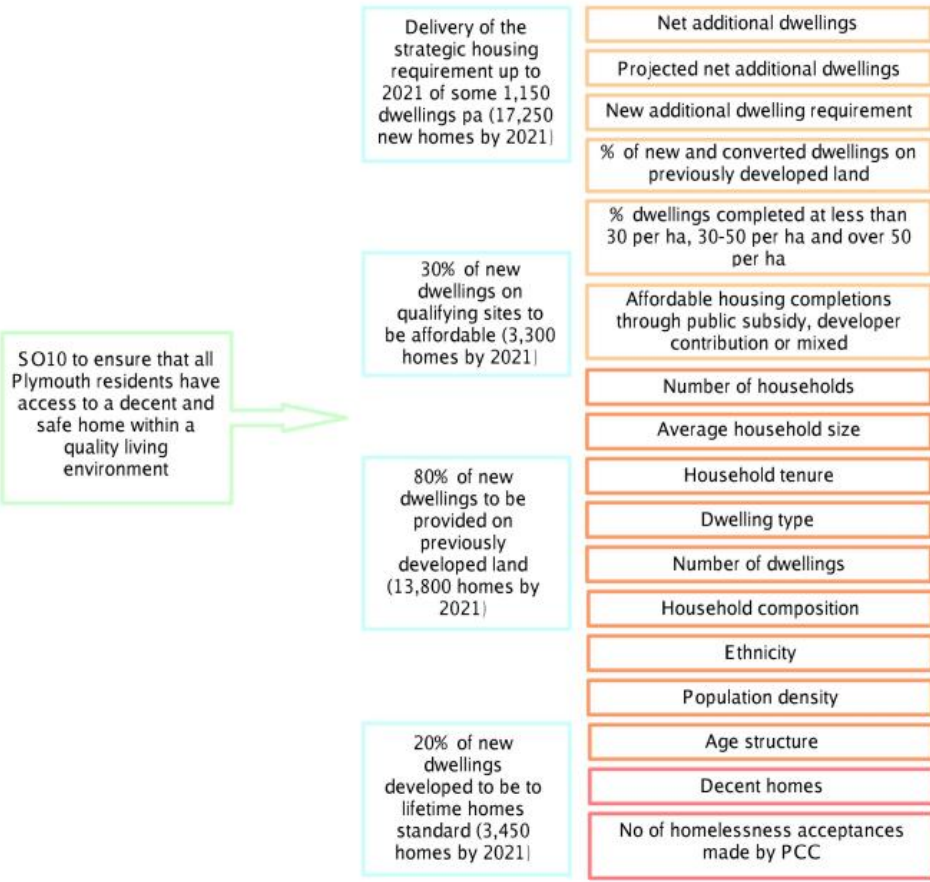 SO10 to ensure that all
Plymouth residents have
access to a decent and
safe home within a
quality living
environment
Delivery of the
strategic housing
requirement up to
2021 of some 1,150
dwellings pa (17,250
new homes by 2021)
30% of new
dwellings on
qualifying sites to
be affordable (3,300
homes by 2021)
80% of new
dwellings to be
provided on
previously
developed land
(13,800 homes by
2021)
20% of new
dwellings
developed to be to
lifetime homes
standard (3,450
homes by 2021)
Net additional dwellings
Projected net additional dwellings
New additional dwelling requirement
% of new and converted dwellings on
previously developed land
% dwellings completed at less than
30 per ha, 30-50 per ha and over 50
per ha
Affordable housing completions
through public subsidy, developer
contribution or mixed
Number of households
Average household size
Household tenure
Dwelling type
Number of dwellings
Household composition
Ethnicity
Population density
Age structure
Decent homes
No of homelessness acceptances
made by PCC